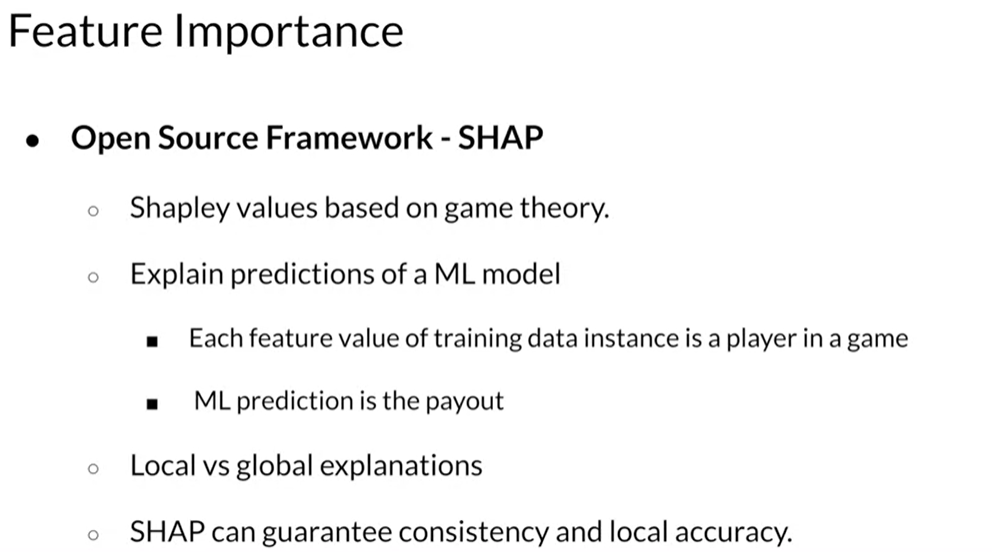 Feature Importance
● Open Source Framework - SHAP
○ Shapley values based on game theory.
○ Explain predictions of a ML model
■ Each feature value of training data instance is a player in a game
■ ML prediction is the payout
○ Local vs global explanations
○ SHAP can guarantee consistency and local accuracy.